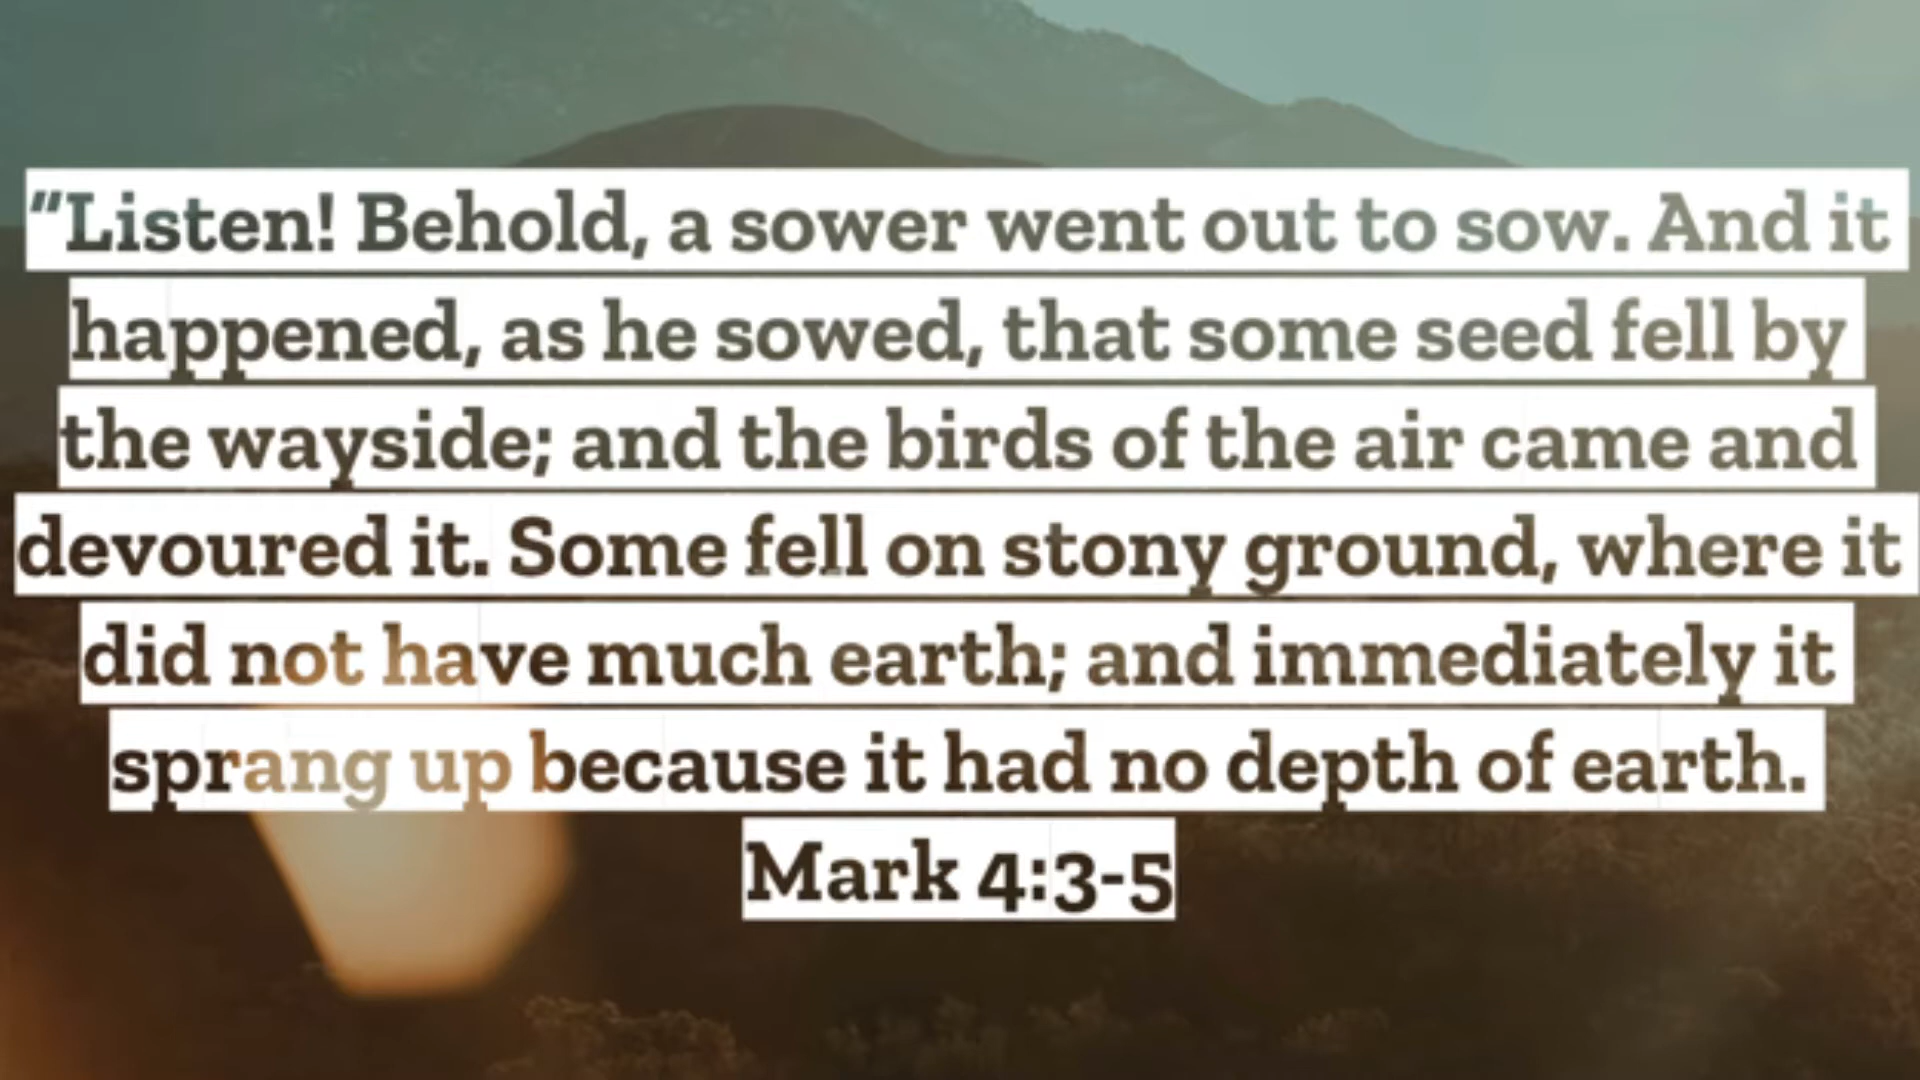 "Listen! Behold, a sower went out to sow. And it
happened, as he sowed, that some seed fell by
the wayside; and the birds of the air came and
devoured it. Some fell on stony ground, where it
did not have much earth; and immediately it
sprang up because it had no depth of earth.
Mark 4:3-5